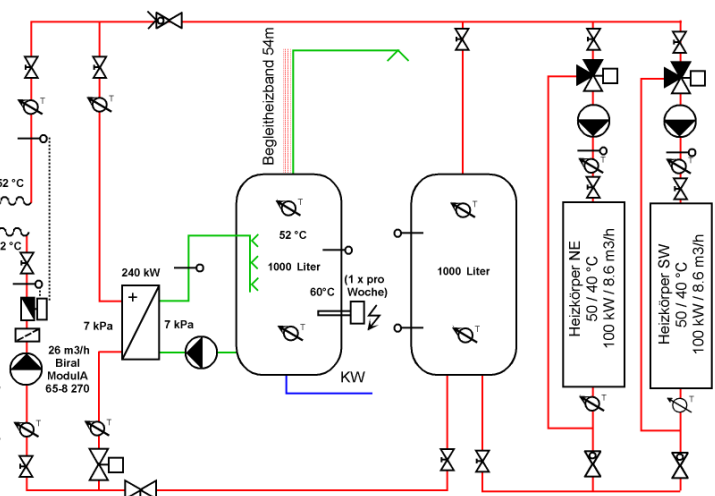 Begleitheizband 54m
T
T
T
T
52 °C
2 °C
T
52 °C
1000 Liter
60°C
(1 x pro
Woche)
T
KW
240 kW
+
7 kPa
7 kPa
26 m3/h
Biral
ModulA
65-8 270
T
T
T
1000 Liter
T
Heizkörper NE
50 / 40 °C
100 kW / 8.6 m3/h
T
Heizkörper SW
50 / 40 °C
100 kW / 8.6 m3/h
T